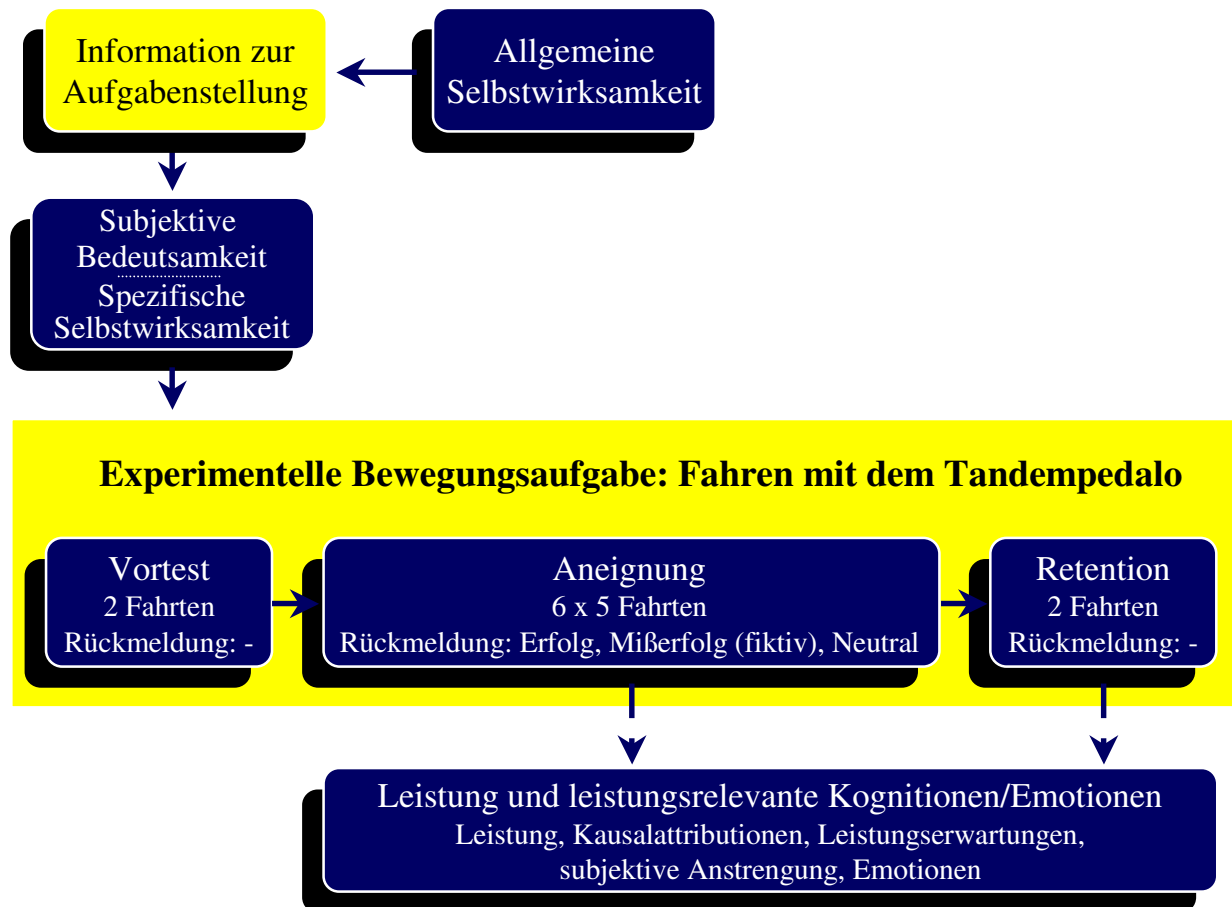 Information zur
Aufgabenstellung
Allgemeine
Selbstwirksamkeit
Subjektive
Bedeutsamkeit
Spezifische
Selbstwirksamkeit
Experimentelle Bewegungsaufgabe: Fahren mit dem Tandempedalo
Vortest
2 Fahrten
Rückmeldung: -
Aneignung
6 x 5 Fahrten
Rückmeldung: Erfolg, Mißerfolg (fiktiv), Neutral
Retention
2 Fahrten
Rückmeldung: -
Leistung und leistungsrelevante Kognitionen/Emotionen
Leistung, Kausalattributionen, Leistungserwartungen,
subjektive Anstrengung, Emotionen